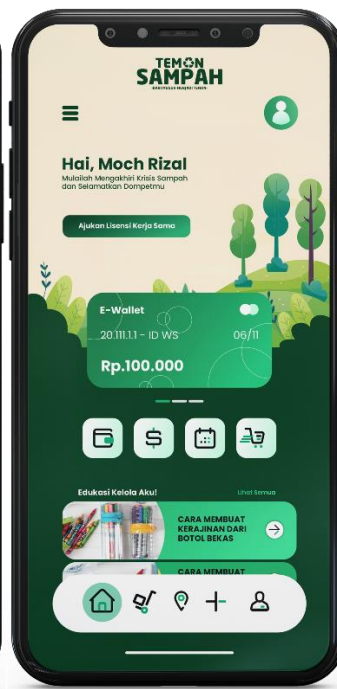 TEMON
SAMPAH
Hai, Moch Rizal
Mulailah Mengakhiri Krisis Sampah
dan Selamatkan Dompetmu
Ajukan Lisensi Kerja Sama
E-Wallet
20.111.1.1 - ID WS 06/11
Rp.100.000
Edukasi Kelola Aku! Lihat Semua
CARA MEMBUAT
KERAJINAN DARI
BOTOL BEKAS
CARA MEMBUAT